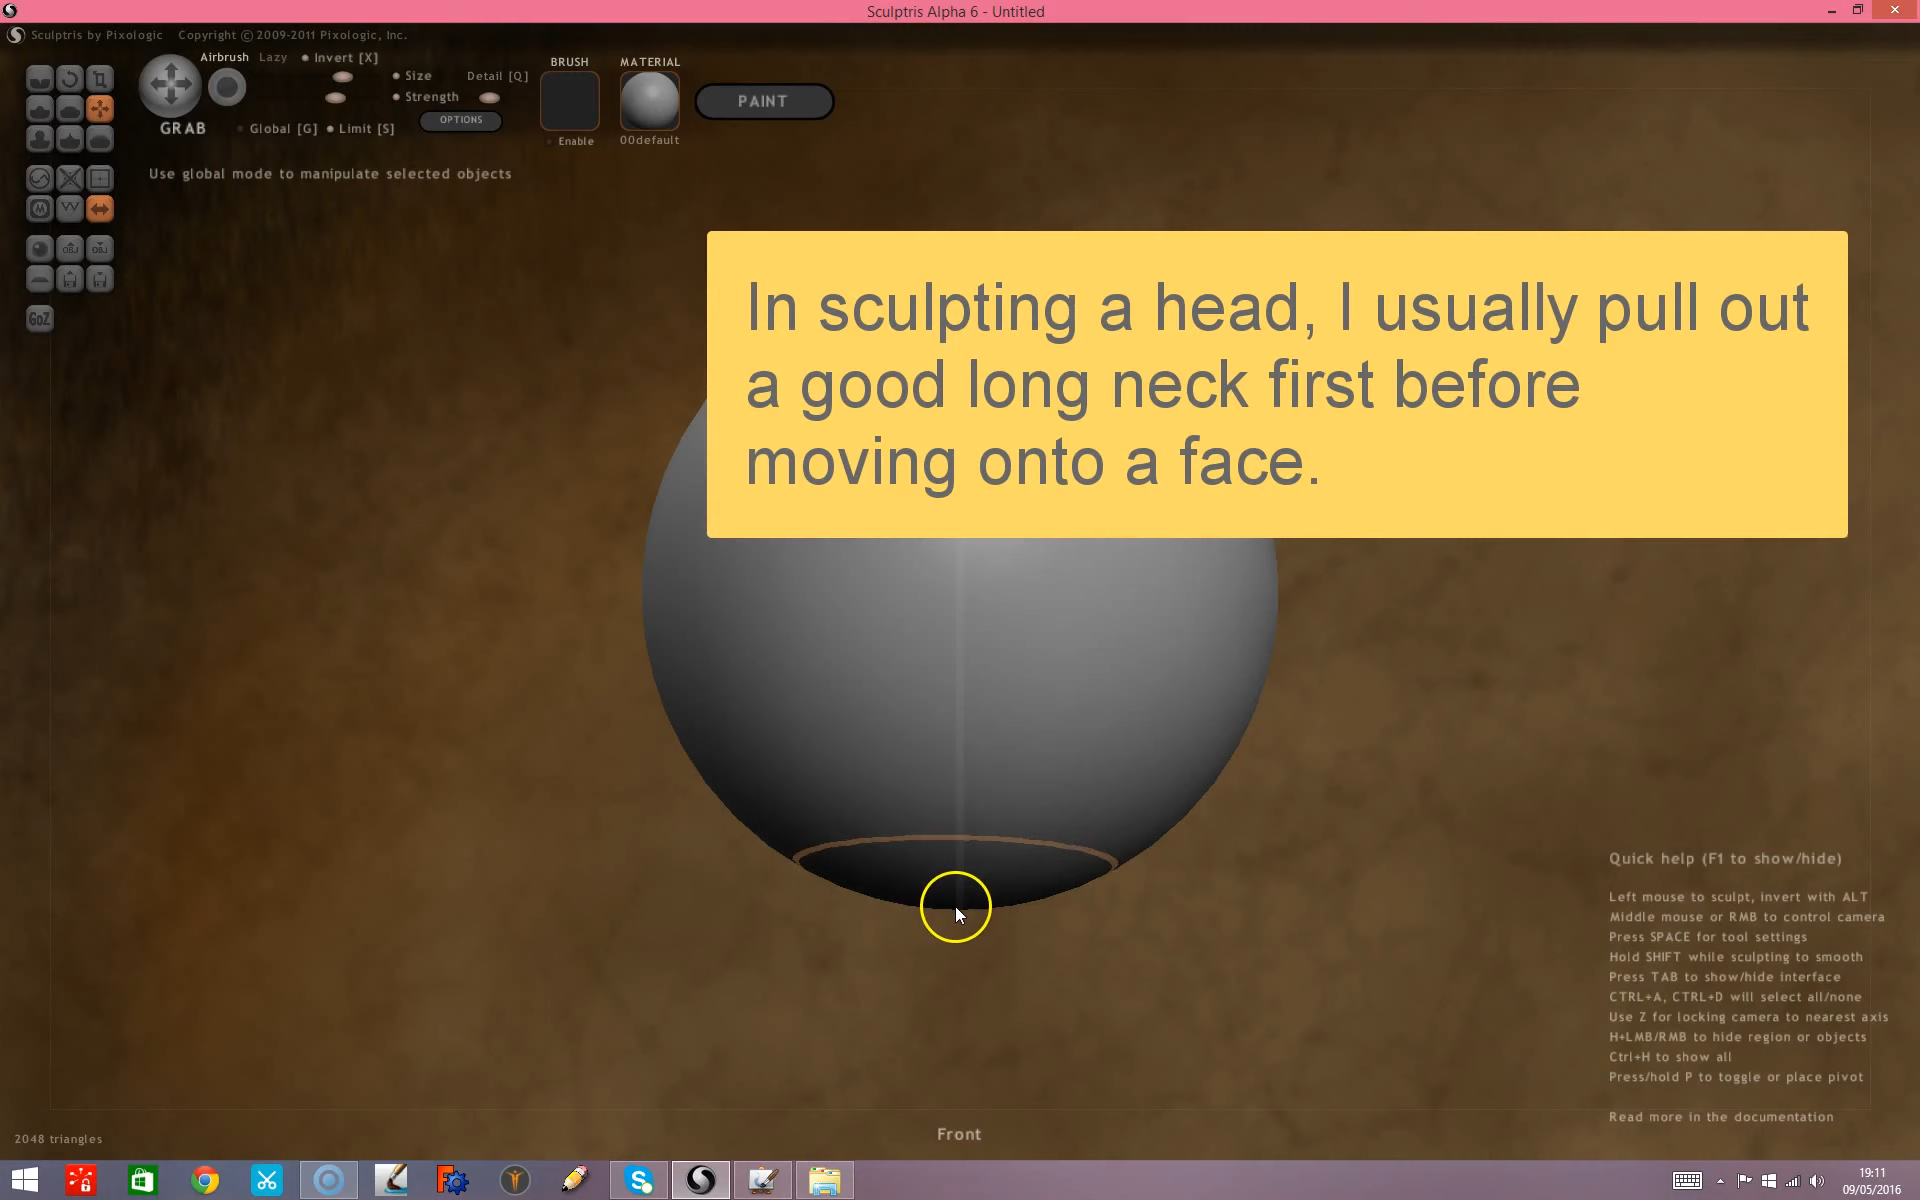 Sculptris Alpha 6 - Untitled
Sculptris by Pixologic Copyright © 2009-2011 Pixologic, Inc.
Airbrush Lazy Invert [X]
Size Detail [Q]
Strength
GRAB
Global [G] Limit [S]
OPTIONS
BRUSH
Enable
MATERIAL
00default
PAINT
Use global mode to manipulate selected objects
OBJ OBJ
GoZ
In sculpting a head, I usually pull out
a good long neck first before
moving onto a face.
Quick help (F1 to show/hide)
Left mouse to sculpt, invert with ALT
Middle mouse or RMB to control camera
Press SPACE for tool settings
Hold SHIFT while sculpting to smooth
Press TAB to show/hide interface
CTRL+A, CTRL+D will select all/none
Use Z for locking camera to nearest axis
H+LMB/RMB to hide region or objects
Ctrl+H to show all
Press/hold P to toggle or place pivot
Read more in the documentation
2048 triangles
Front
19:11
09/05/2016